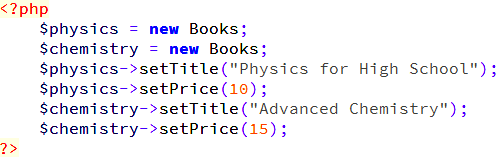 <?php
$physics = new Books;
$chemistry = new Books;
$physics->setTitle("Physics for High School");
$physics->setPrice(10);
$chemistry->setTitle("Advanced Chemistry");
$chemistry->setPrice(15);
?>